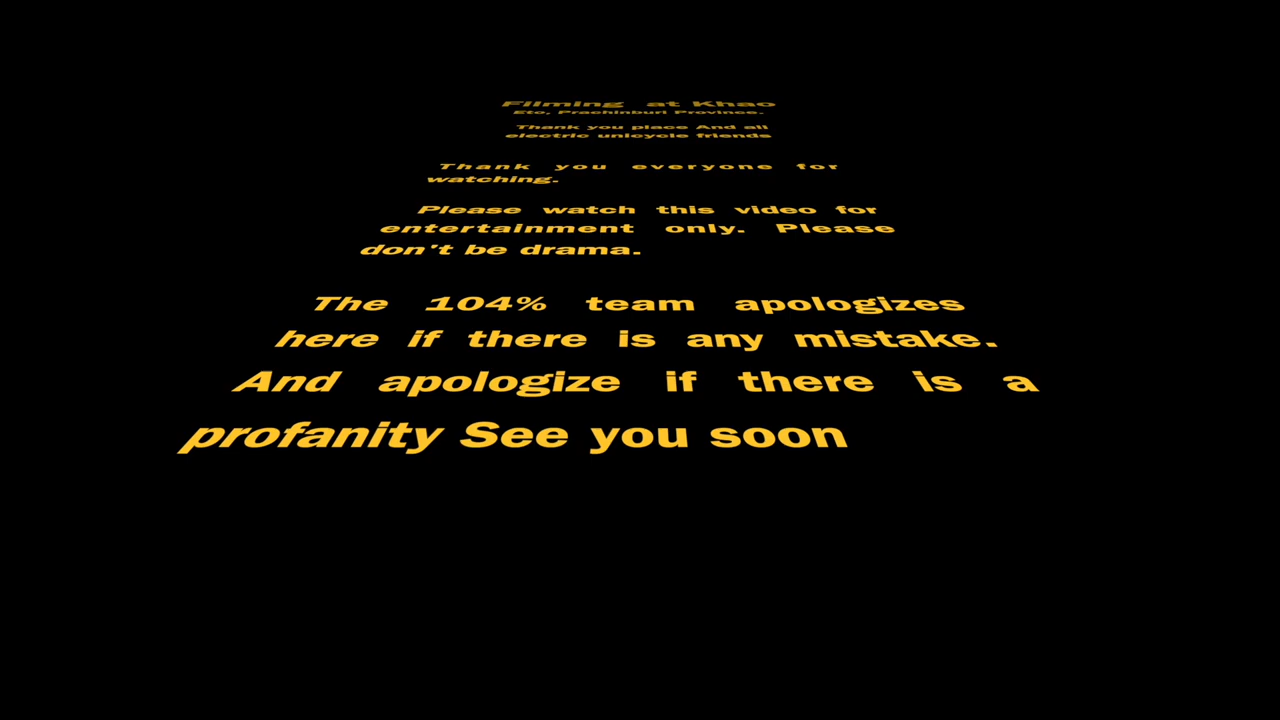 Filming at Khao
Eto, Prachinburi Province.
Thank you place And all
electric unicycle friends
Thank you everyone for
watching.
Please watch this video for
entertainment only. Please
don't be drama.
The 104% team apologizes
here if there is any mistake.
And apologize if there is a
profanity See you soon